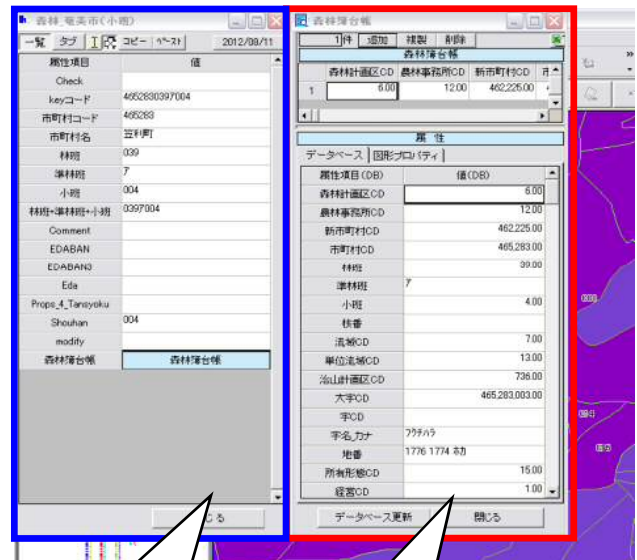 森林_奄美市(小班)
一覧 タブ コピー ペースト 2012/08/11
属性項目 値
Check
keyコード 4652830397004
市町村コード 465283
市町村名 笠利町
林班 039
準林班 7
小班 004
林班+準林班+小班 0397004
Comment
EDABAN
EDABAN3
Eda
Props_4_Tansyoku
Shouhan 004
modify
森林簿台帳 森林簿台帳
じる
森林簿台帳
1件 追加 複製 削除
森林簿台帳
森林計画区CD 農林事務所CD 新市町村CD
1 6.00 12.00 462,225.00
属 性
データベース 図形プロパティ
属性項目(DB) 値(DB)
森林計画区CD 6.00
農林事務所CD 12.00
新市町村CD 462,225.00
市町村CD 465,283.00
林班 39.00
準林班 ア
小班 4.00
枝番
流域CD 7.00
単位流域CD 13.00
治山計画区CD 736.00
大字CD 465,283,003.00
字CD
字名_カナ フウチハラ
地番 1776 1774 ホカ
所有形態CD 15.00
経営CD 1.00
データベース更新 閉じる